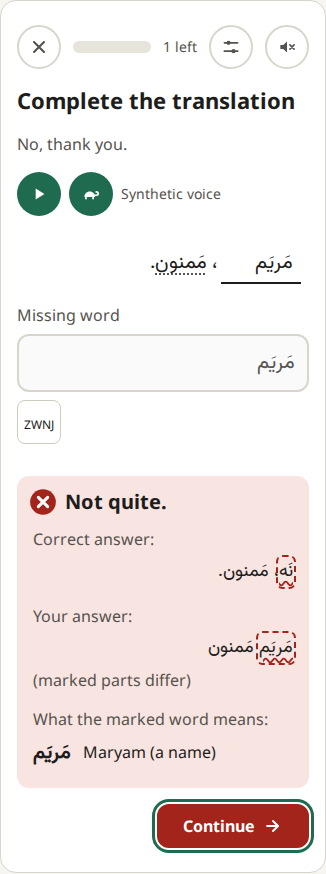 1 left
Complete the translation
No, thank you.
Synthetic voice
مَریَم ، مَمنون.
Missing word
مَریَم
ZWNJ
Not quite.
Correct answer:
نَه، مَمنون.
Your answer:
مَریَم مَمنون
(marked parts differ)
What the marked word means:
مَریَم Maryam (a name)
Continue